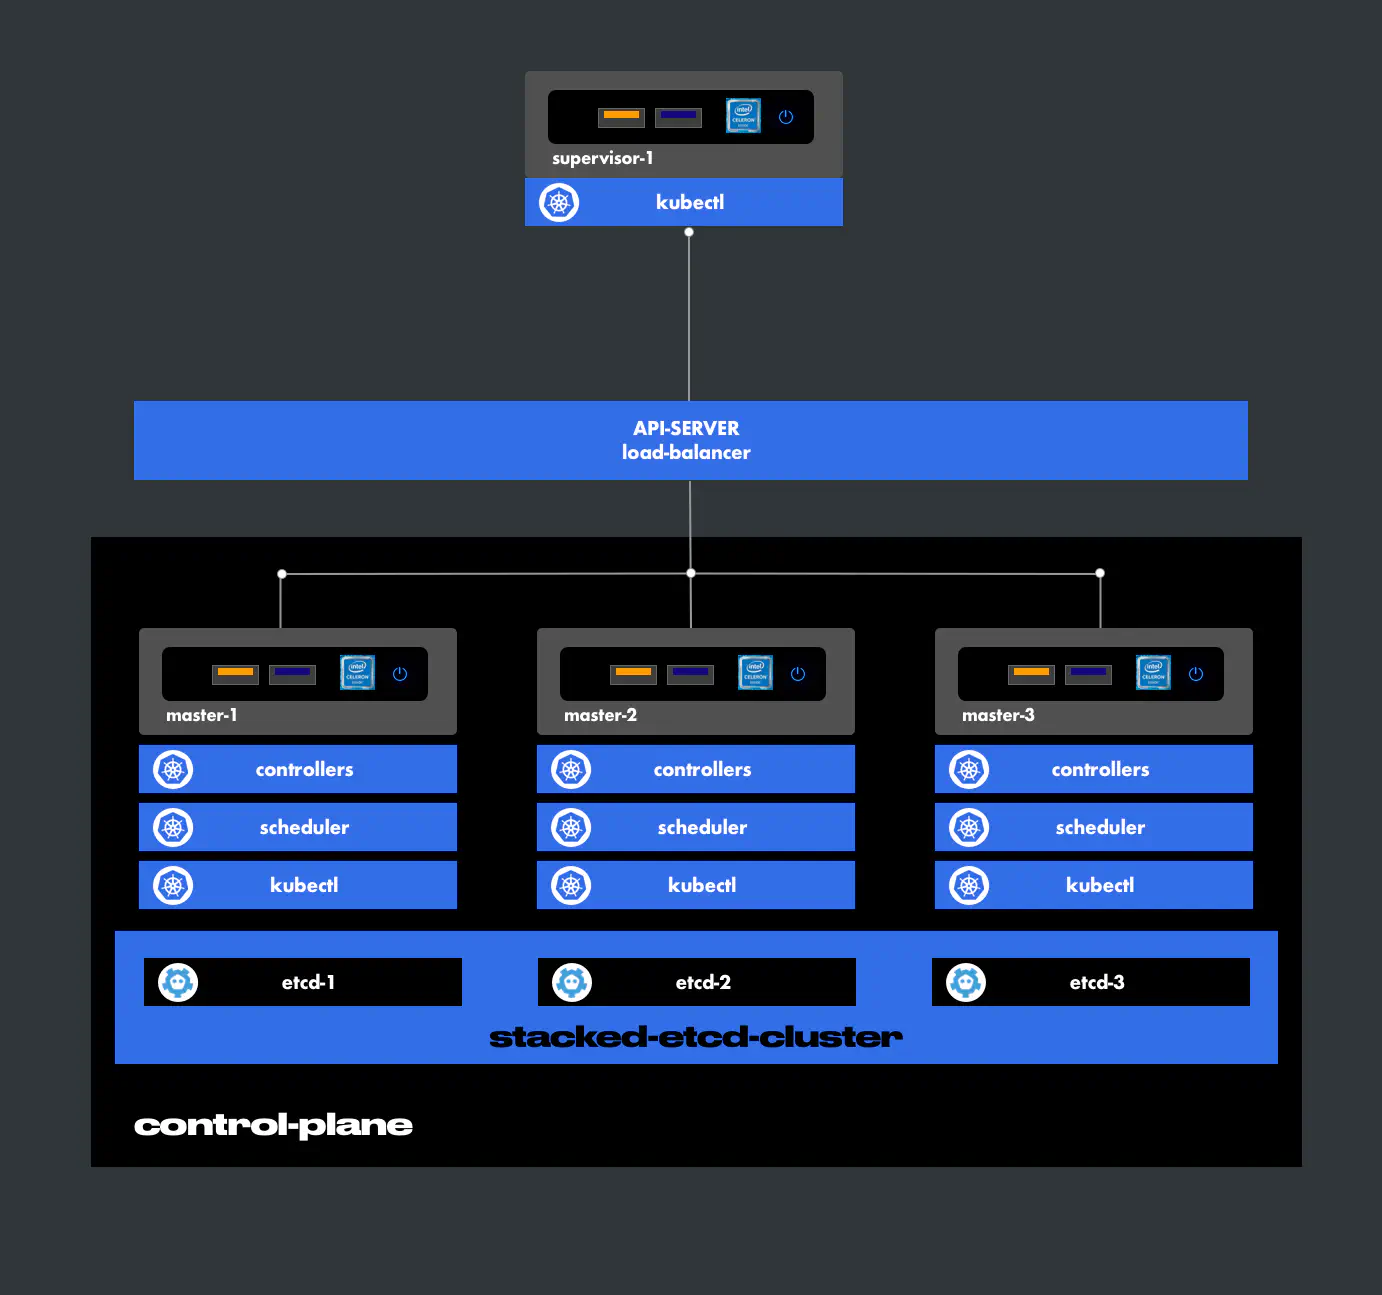 intel
CELERON
supervisor-1
kubectl
API-SERVER
load-balancer
intel
CELERON
intel
CELERON
intel
CELERON
master-1
master-2
master-3
controllers
controllers
controllers
scheduler
scheduler
scheduler
kubectl
kubectl
kubectl
etcd-1
etcd-2
etcd-3
stacked-etcd-cluster
control-plane